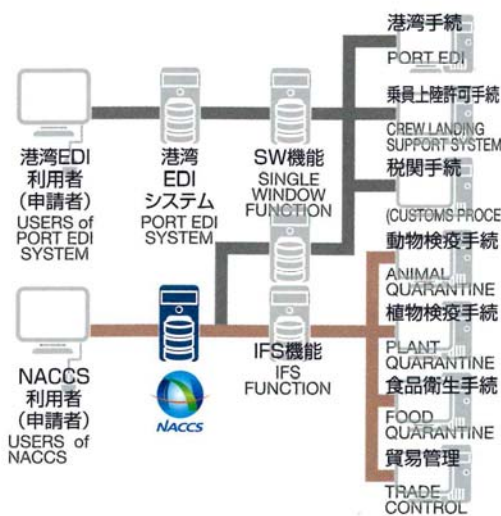 港湾手続
PORT EDI
乗員上陸許可手続
CREW LANDING
SUPPORT SYSTEM
税関手続
(CUSTOMS PROCE
動物検疫手続
ANIMAL
QUARANTINE
植物検疫手続
PLANT
QUARANTINE
食品衛生手続
FOOD
QUARANTINE
貿易管理
TRADE
CONTROL
港湾EDI
利用者
(申請者)
USERS of
PORT EDI
SYSTEM
港湾
EDI
システム
PORT EDI
SYSTEM
SW機能
SINGLE
WINDOW
FUNCTION
NACCS
利用者
(申請者)
USERS of
NACCS
NACCS
IFS機能
IFS
FUNCTION